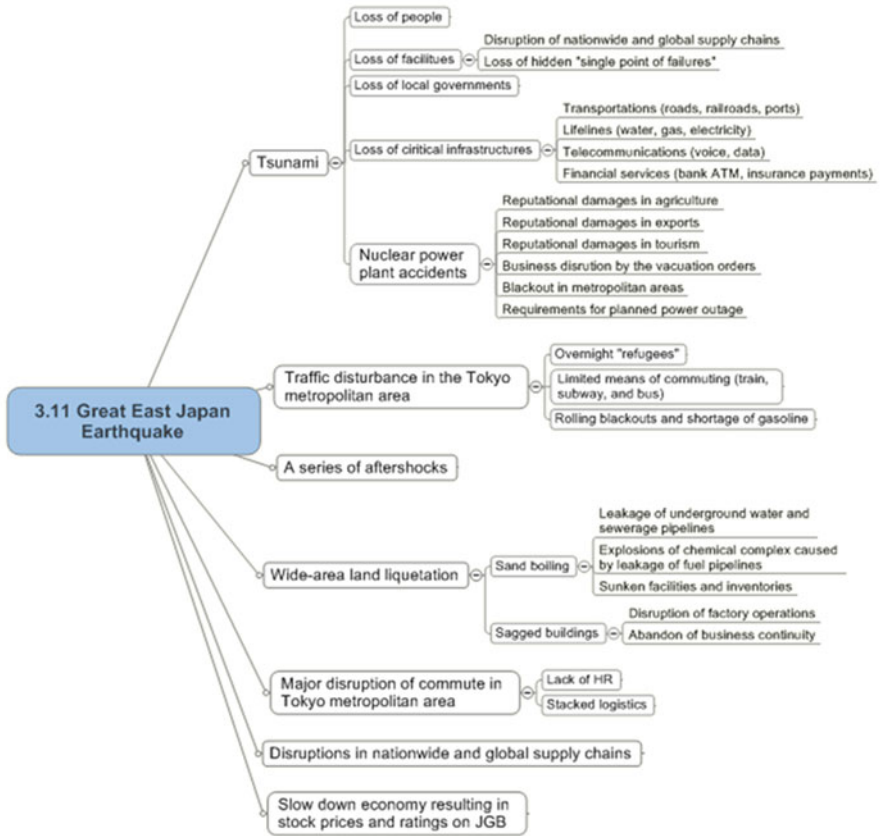 3.11 Great East Japan
Earthquake
Tsunami
Loss of people
Loss of facilitues
Disruption of nationwide and global supply chains
Loss of hidden "single point of failures"
Loss of local governments
Loss of ciritical infrastructures
Transportations (roads, railroads, ports)
Lifelines (water, gas, electricity)
Telecommunications (voice, data)
Financial services (bank ATM, insurance payments)
Nuclear power
plant accidents
Reputational damages in agriculture
Reputational damages in exports
Reputational damages in tourism
Business disrution by the vacuation orders
Blackout in metropolitan areas
Requirements for planned power outage
Traffic disturbance in the Tokyo
metropolitan area
Overnight "refugees"
Limited means of commuting (train,
subway, and bus)
Rolling blackouts and shortage of gasoline
A series of aftershocks
Wide-area land liquetation
Sand boiling
Leakage of underground water and
sewerage pipelines
Explosions of chemical complex caused
by leakage of fuel pipelines
Sunken facilities and inventories
Sagged buildings
Disruption of factory operations
Abandon of business continuity
Major disruption of commute in
Tokyo metropolitan area
Lack of HR
Stacked logistics
Disruptions in nationwide and global supply chains
Slow down economy resulting in
stock prices and ratings on JGB